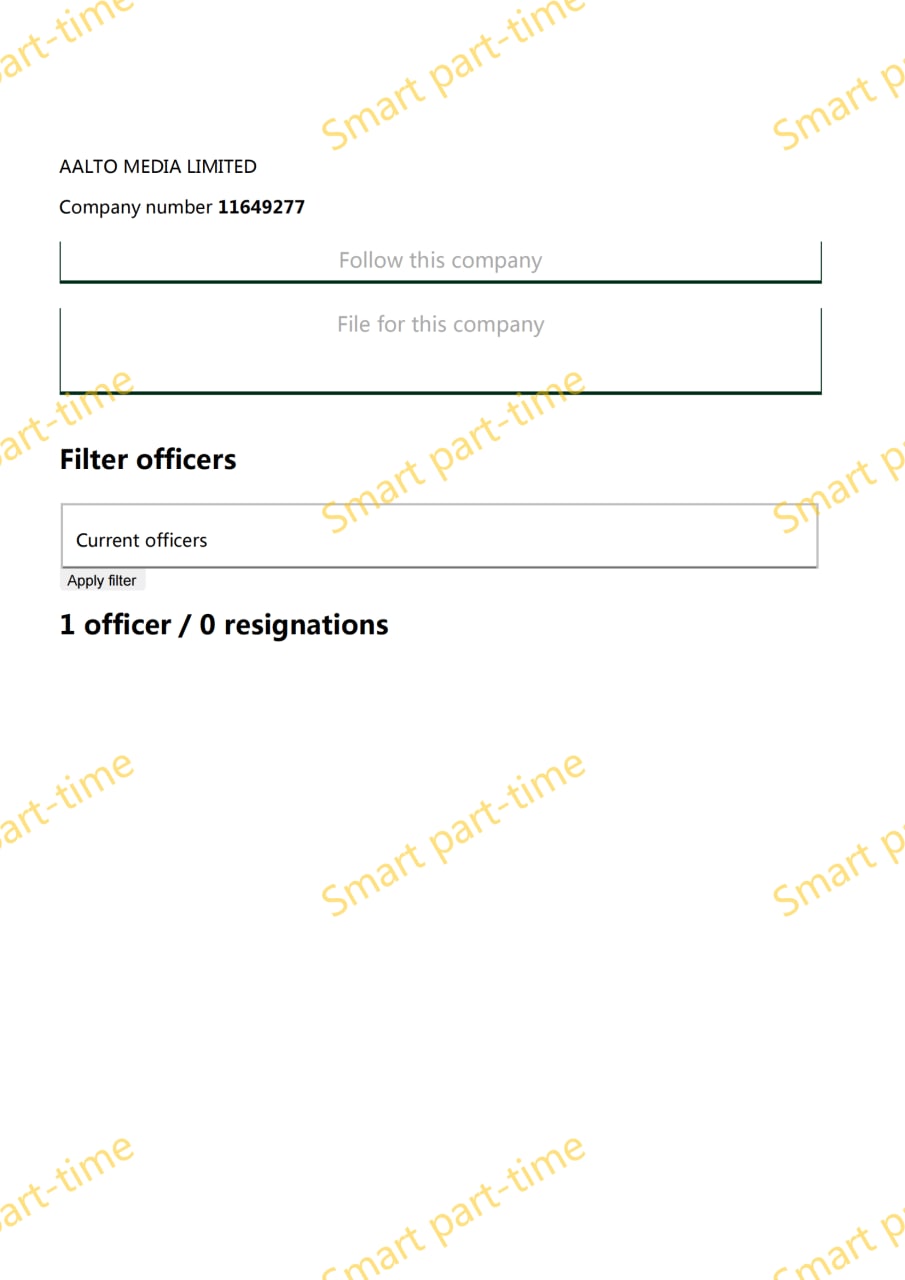 Smart part-time
art-time
Smart p
AALTO MEDIA LIMITED
Company number 11649277
Follow this company
File for this company
art-time
Smart part-time
Smart p
Filter officers
Current officers
Apply filter
1 officer / 0 resignations
art-time
Smart part-time
Smart p
art-time
Smart part-time
Smart p